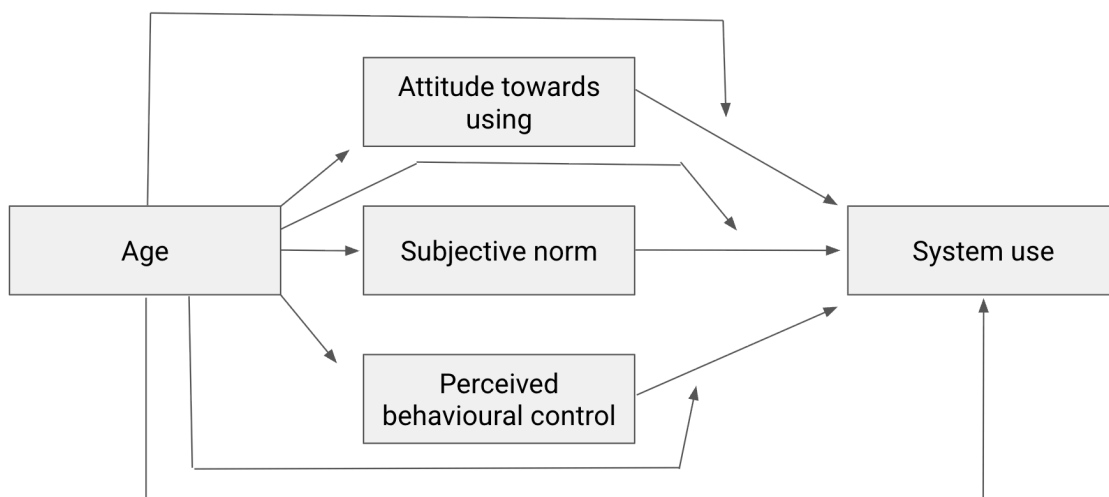 Attitude towards
using
Age
Subjective norm
System use
Perceived
behavioural control